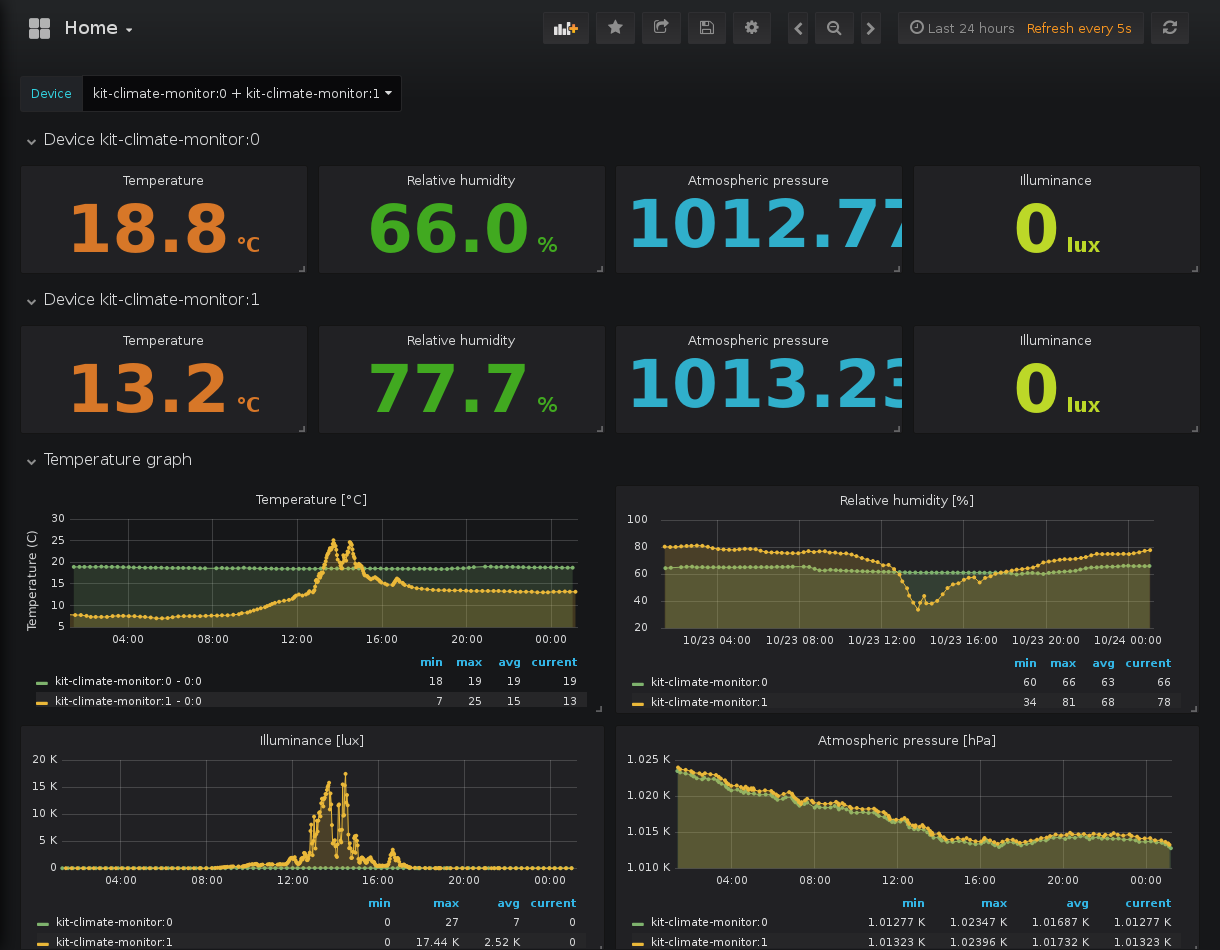 Home
Last 24 hours Refresh every 5s
Device kit-climate-monitor:0 + kit-climate-monitor:1
Device kit-climate-monitor:0
Temperature Relative humidity Atmospheric pressure Illuminance
18.8 °C 66.0 % 1012.77 0 lux
Device kit-climate-monitor:1
Temperature Relative humidity Atmospheric pressure Illuminance
13.2 °C 77.7 % 1013.23 0 lux
Temperature graph
Temperature [°C]
Temperature (C)
30
25
20
15
10
5
04:00 08:00 12:00 16:00 20:00 00:00
min max avg current
kit-climate-monitor:0 - 0:0 18 19 19 19
kit-climate-monitor:1 - 0:0 7 25 15 13
Relative humidity [%]
100
80
60
40
20
10/23 04:00 10/23 08:00 10/23 12:00 10/23 16:00 10/23 20:00 10/24 00:00
min max avg current
kit-climate-monitor:0 60 66 63 66
kit-climate-monitor:1 34 81 68 78
Illuminance [lux]
20 K
15 K
10 K
5 K
0
04:00 08:00 12:00 16:00 20:00 00:00
min max avg current
kit-climate-monitor:0 0 27 7 0
kit-climate-monitor:1 0 17.44 K 2.52 K 0
Atmospheric pressure [hPa]
1.025 K
1.020 K
1.015 K
1.010 K
04:00 08:00 12:00 16:00 20:00 00:00
min max avg current
kit-climate-monitor:0 1.01277 K 1.02347 K 1.01687 K 1.01277 K
kit-climate-monitor:1 1.01323 K 1.02396 K 1.01732 K 1.01323 K